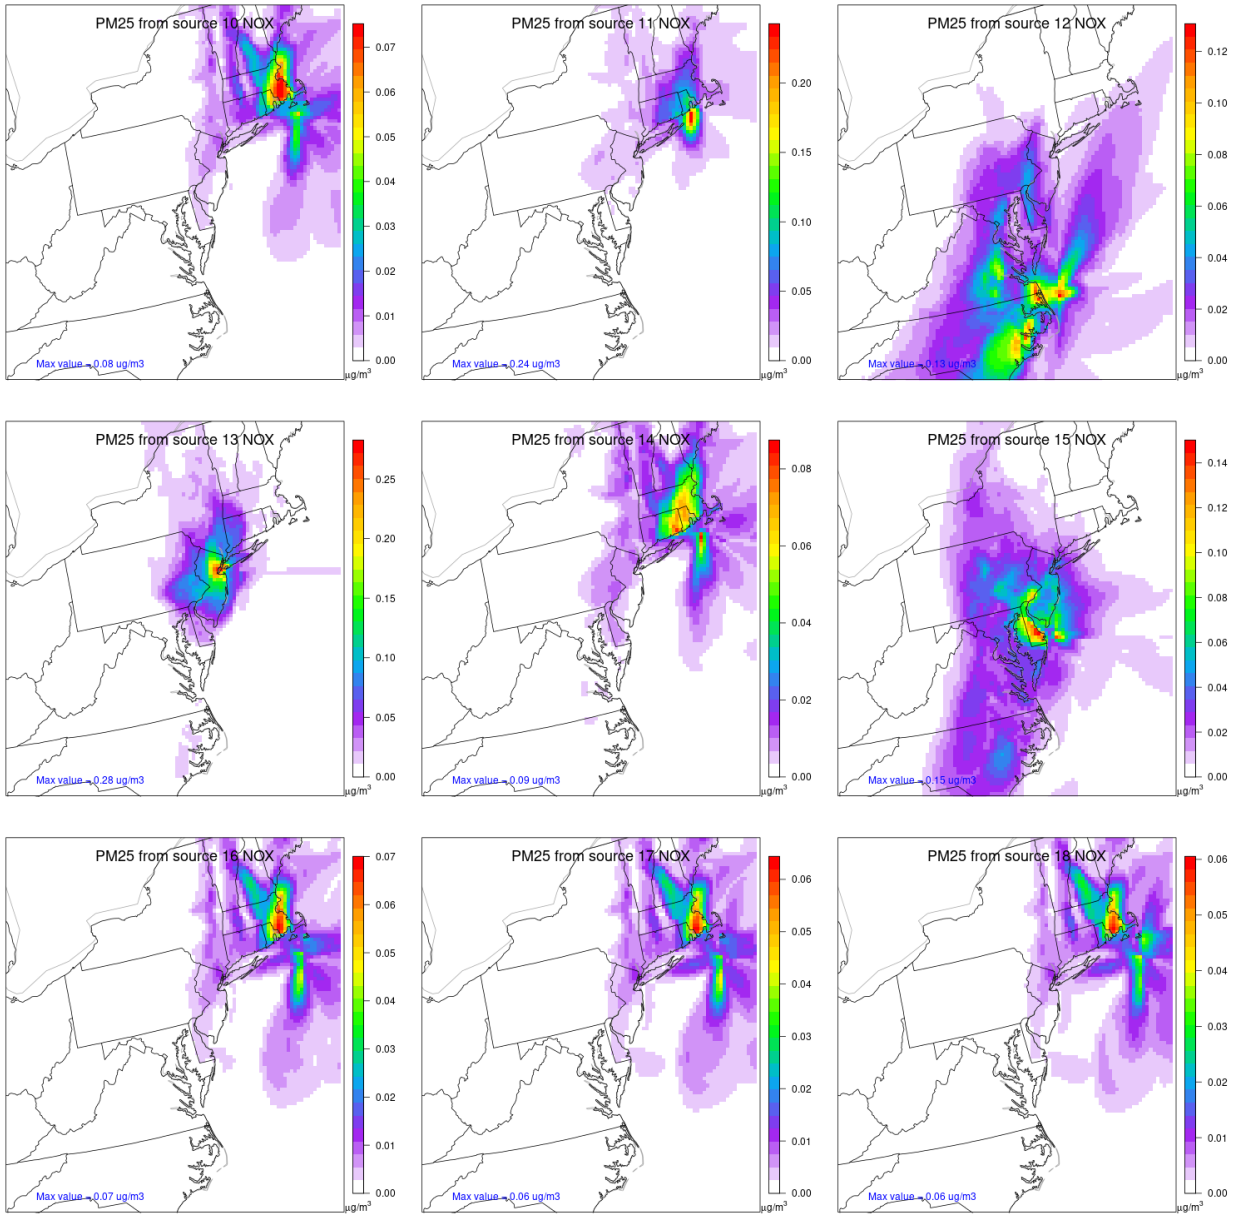 PM25 from source 10 NOX
0.07
0.06
0.05
0.04
0.03
0.02
0.01
0.00
Max value = 0.08 ug/m3
µg/m³
PM25 from source 11 NOX
0.20
0.15
0.10
0.05
0.00
Max value = 0.24 ug/m3
µg/m³
PM25 from source 12 NOX
0.12
0.10
0.08
0.06
0.04
0.02
0.00
Max value = 0.13 ug/m3
µg/m³
PM25 from source 13 NOX
0.25
0.20
0.15
0.10
0.05
0.00
Max value = 0.28 ug/m3
µg/m³
PM25 from source 14 NOX
0.08
0.06
0.04
0.02
0.00
Max value = 0.09 ug/m3
µg/m³
PM25 from source 15 NOX
0.14
0.12
0.10
0.08
0.06
0.04
0.02
0.00
Max value = 0.15 ug/m3
µg/m³
PM25 from source 16 NOX
0.07
0.06
0.05
0.04
0.03
0.02
0.01
0.00
Max value = 0.07 ug/m3
µg/m³
PM25 from source 17 NOX
0.06
0.05
0.04
0.03
0.02
0.01
0.00
Max value = 0.06 ug/m3
µg/m³
PM25 from source 18 NOX
0.06
0.05
0.04
0.03
0.02
0.01
0.00
Max value = 0.06 ug/m3
µg/m³